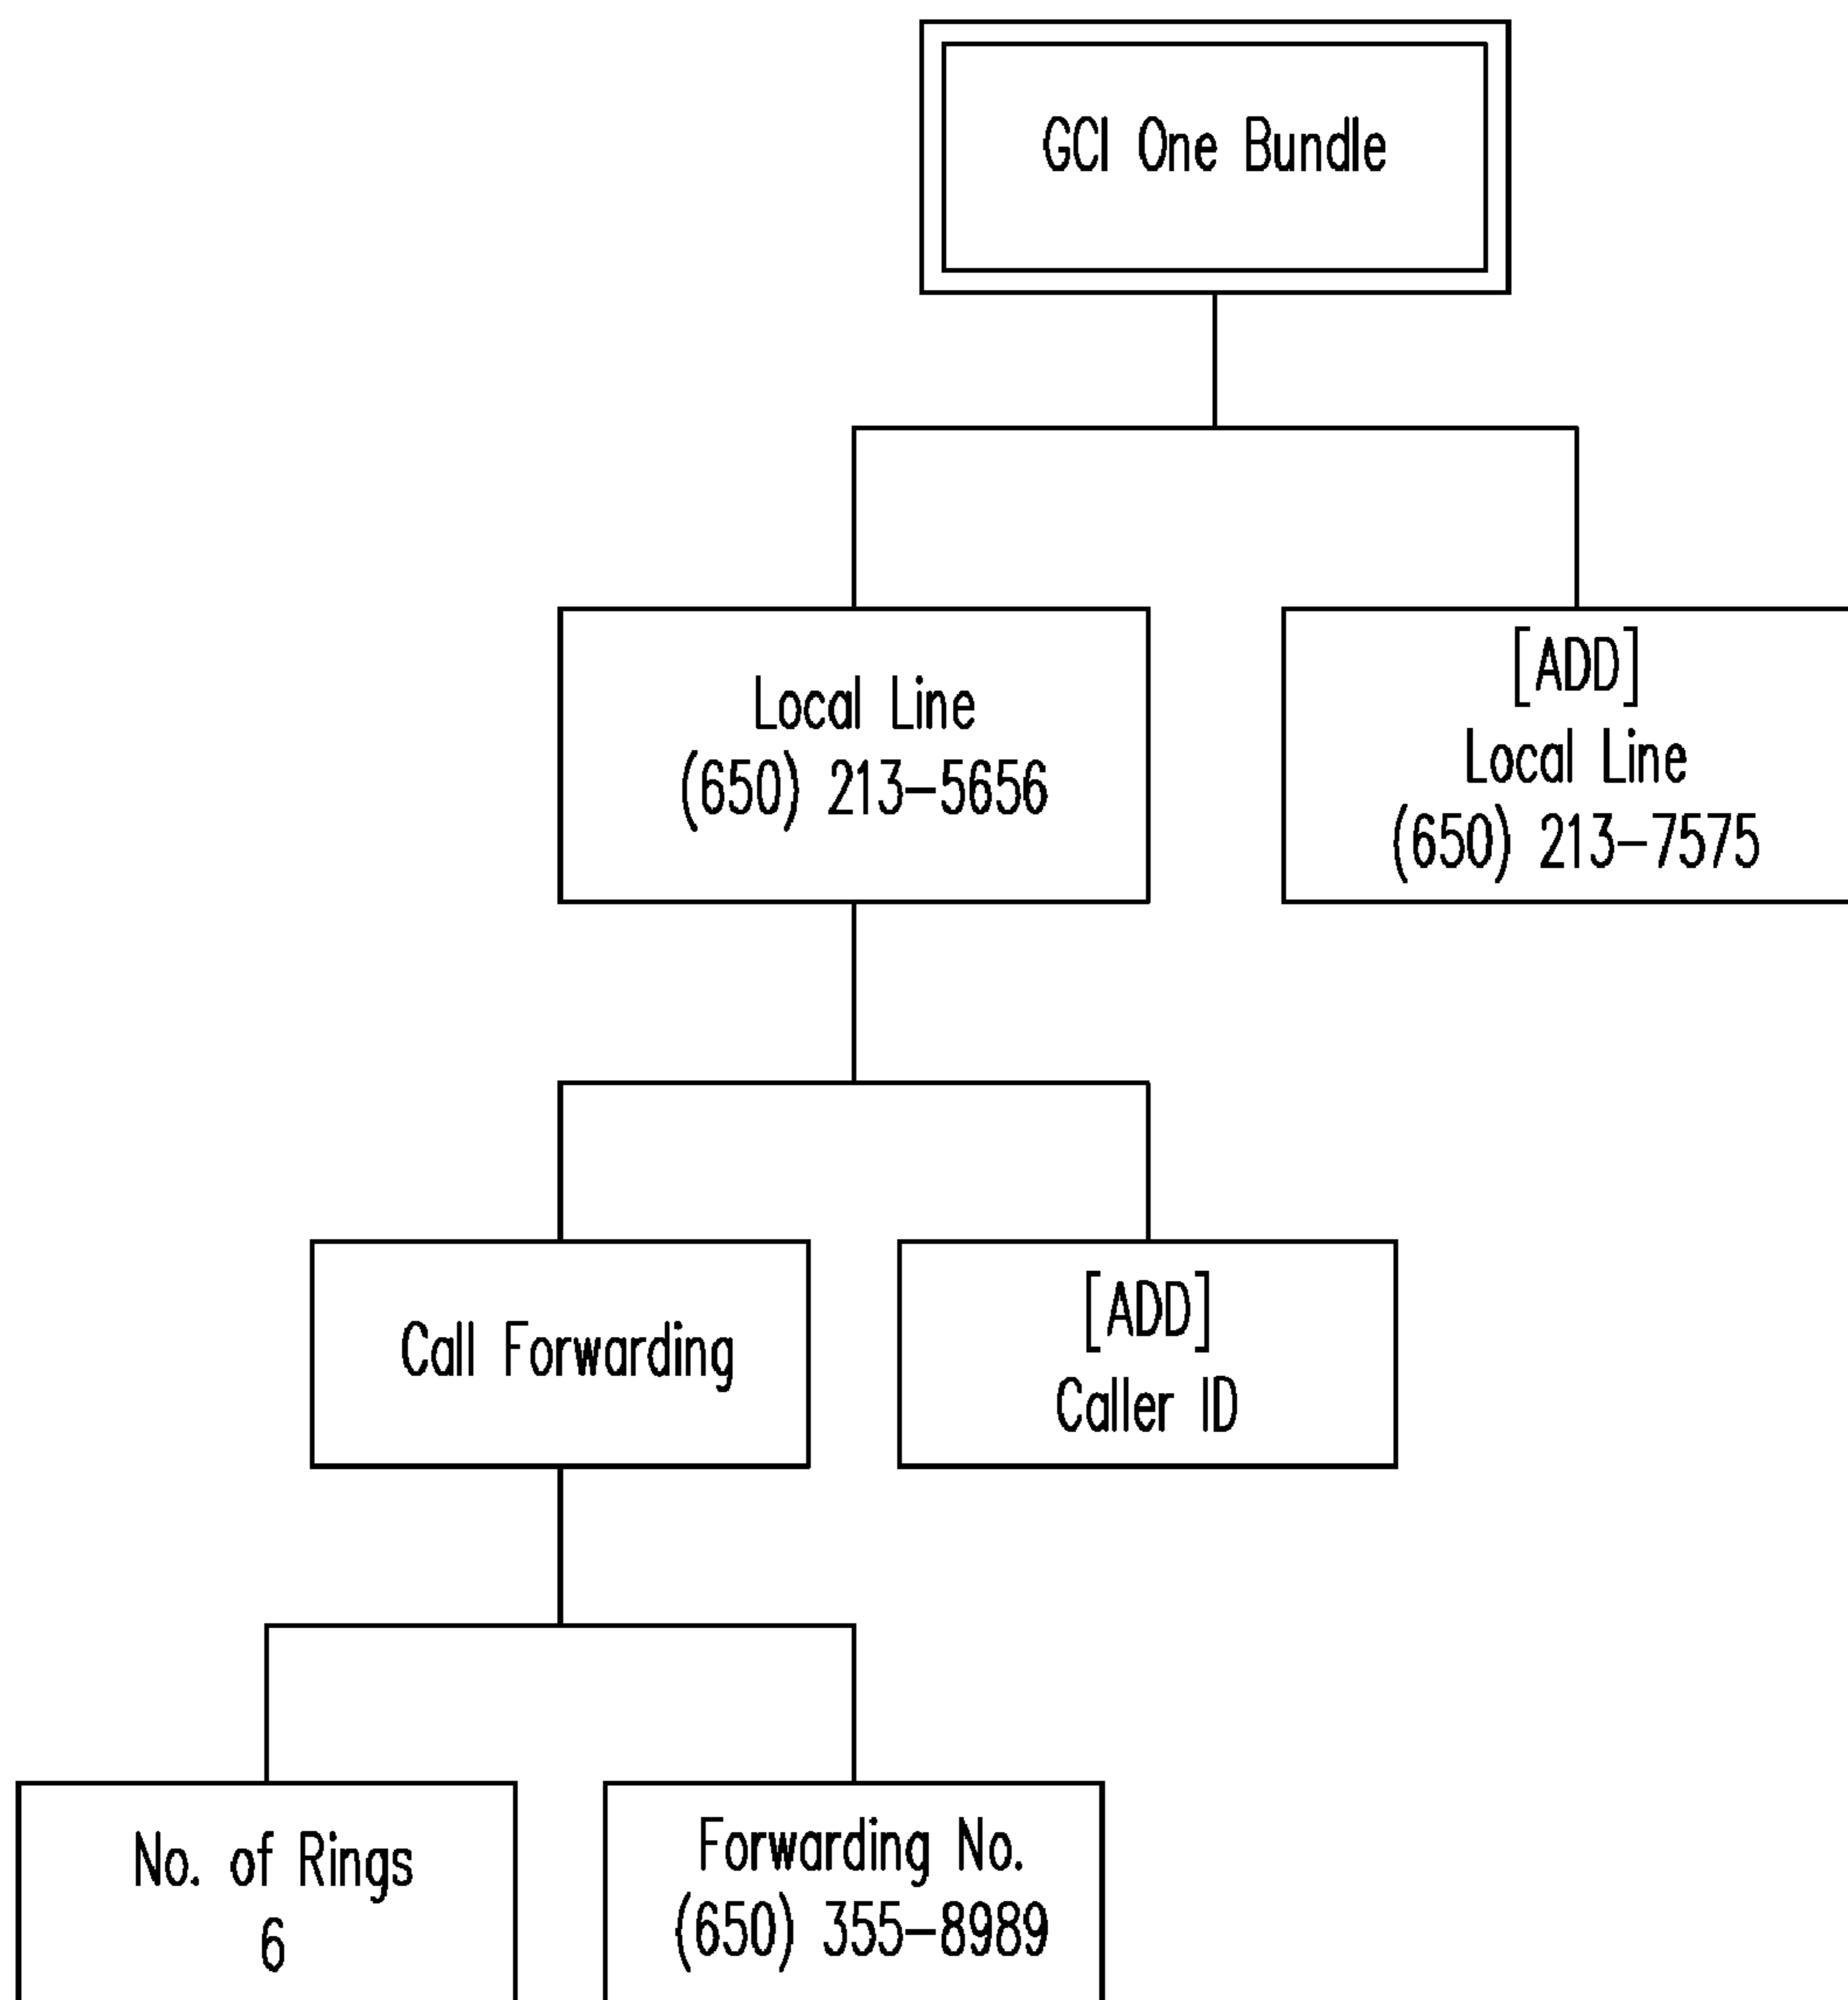 GCI One Bundle
Local Line
(650) 213-5656
[ADD]
Local Line
(650) 213-7575
Call Forwarding
[ADD]
Caller ID
No. of Rings
6
Forwarding No.
(650) 355-8989